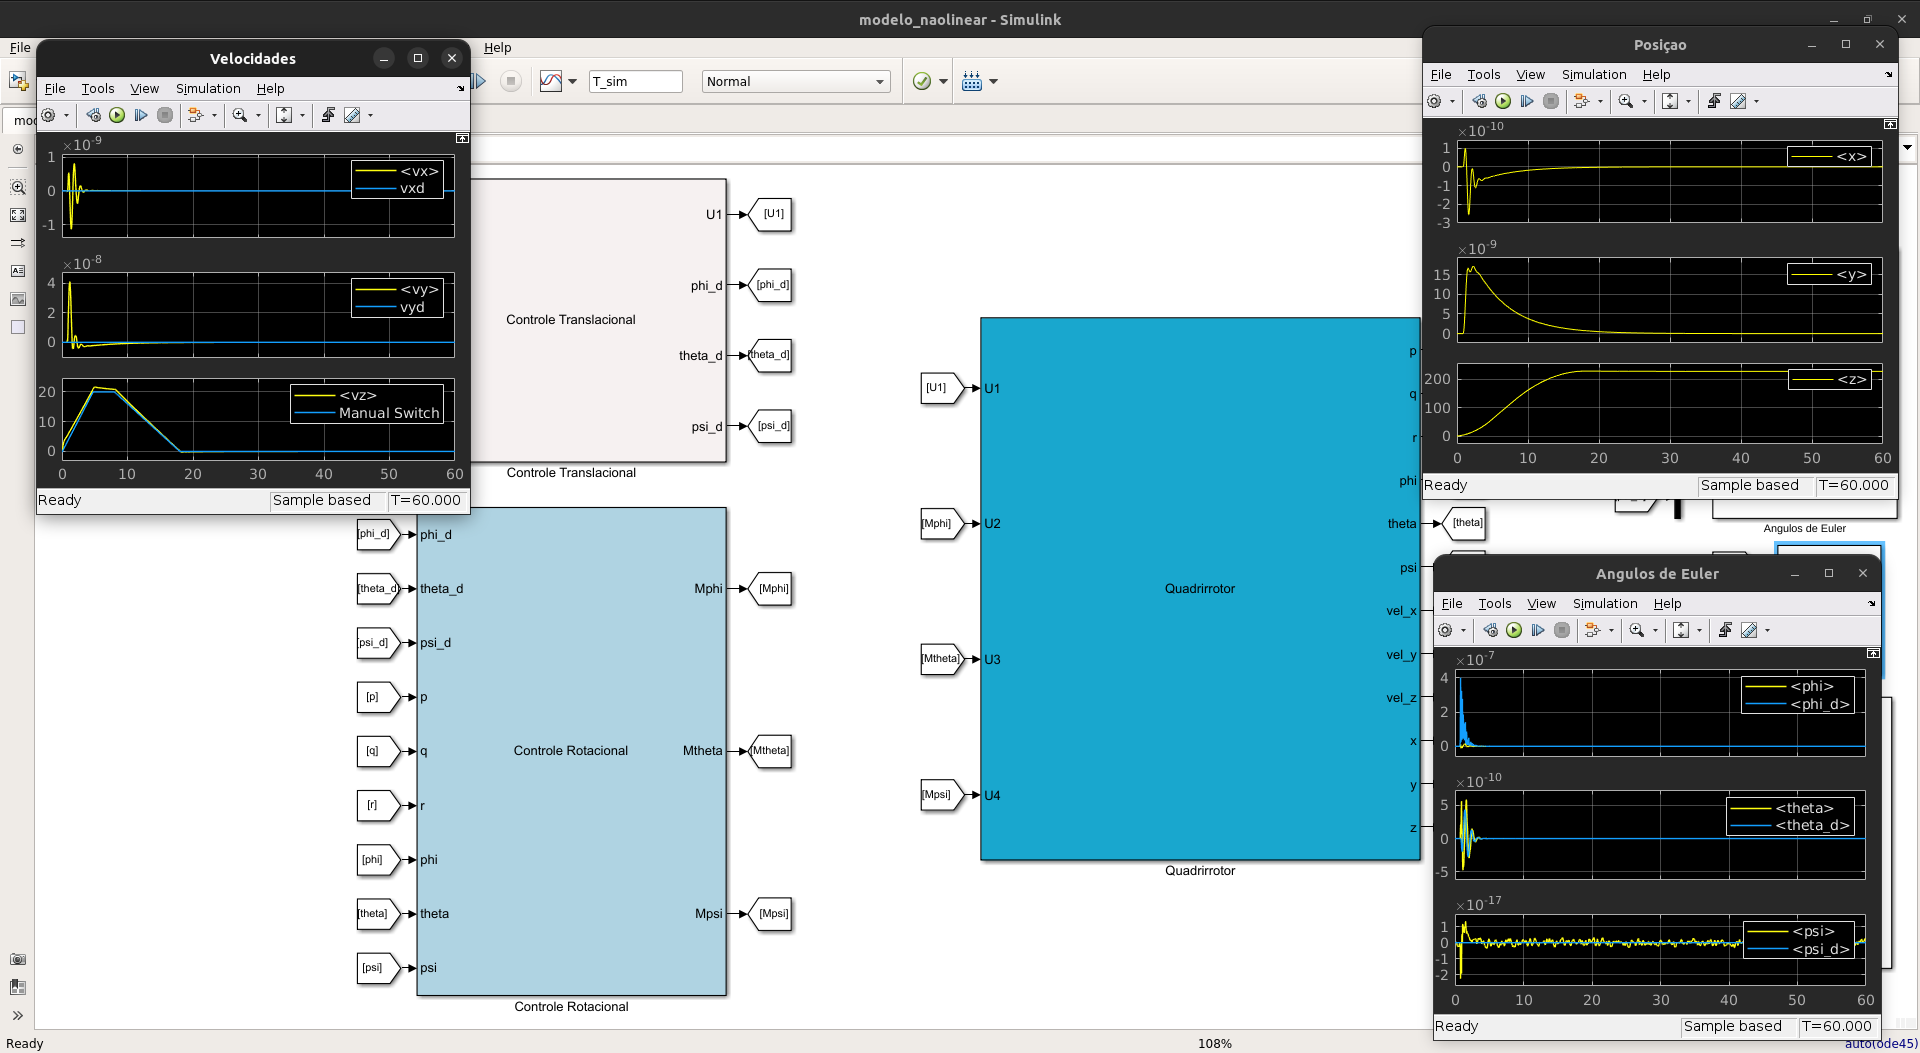 modelo_naolinear - Simulink
File
Help
T_sim
Normal
Velocidades
File Tools View Simulation Help
×10-9
1
0
-1
<vx>
vxd
×10-8
4
2
0
<vy>
vyd
20
10
0
<vz>
Manual Switch
0 10 20 30 40 50 60
Ready
Sample based
T=60.000
U1
[U1]
phi_d
[phi_d]
Controle Translacional
theta_d
[theta_d]
psi_d
[psi_d]
Controle Translacional
[phi_d]
phi_d
[theta_d]
theta_d
[psi_d]
psi_d
[p]
p
[q]
q
[r]
r
[phi]
phi
[theta]
theta
[psi]
psi
Controle Rotacional
Mphi
[Mphi]
Mtheta
[Mtheta]
Mpsi
[Mpsi]
Controle Rotacional
[U1]
U1
[Mphi]
U2
[Mtheta]
U3
[Mpsi]
U4
Quadrirrotor
p
q
r
phi
theta
[theta]
psi
vel_x
vel_y
vel_z
x
y
z
Quadrirrotor
Posiçao
File Tools View Simulation Help
×10-10
1
0
-1
-2
-3
<x>
×10-9
15
10
5
0
<y>
200
100
0
<z>
0 10 20 30 40 50 60
Ready
Sample based
T=60.000
Angulos de Euler
Angulos de Euler
File Tools View Simulation Help
×10-7
4
2
0
<phi>
<phi_d>
×10-10
5
0
-5
<theta>
<theta_d>
×10-17
1
0
-1
-2
<psi>
<psi_d>
0 10 20 30 40 50 60
Ready
Sample based
T=60.000
Ready
108%
auto(ode45)